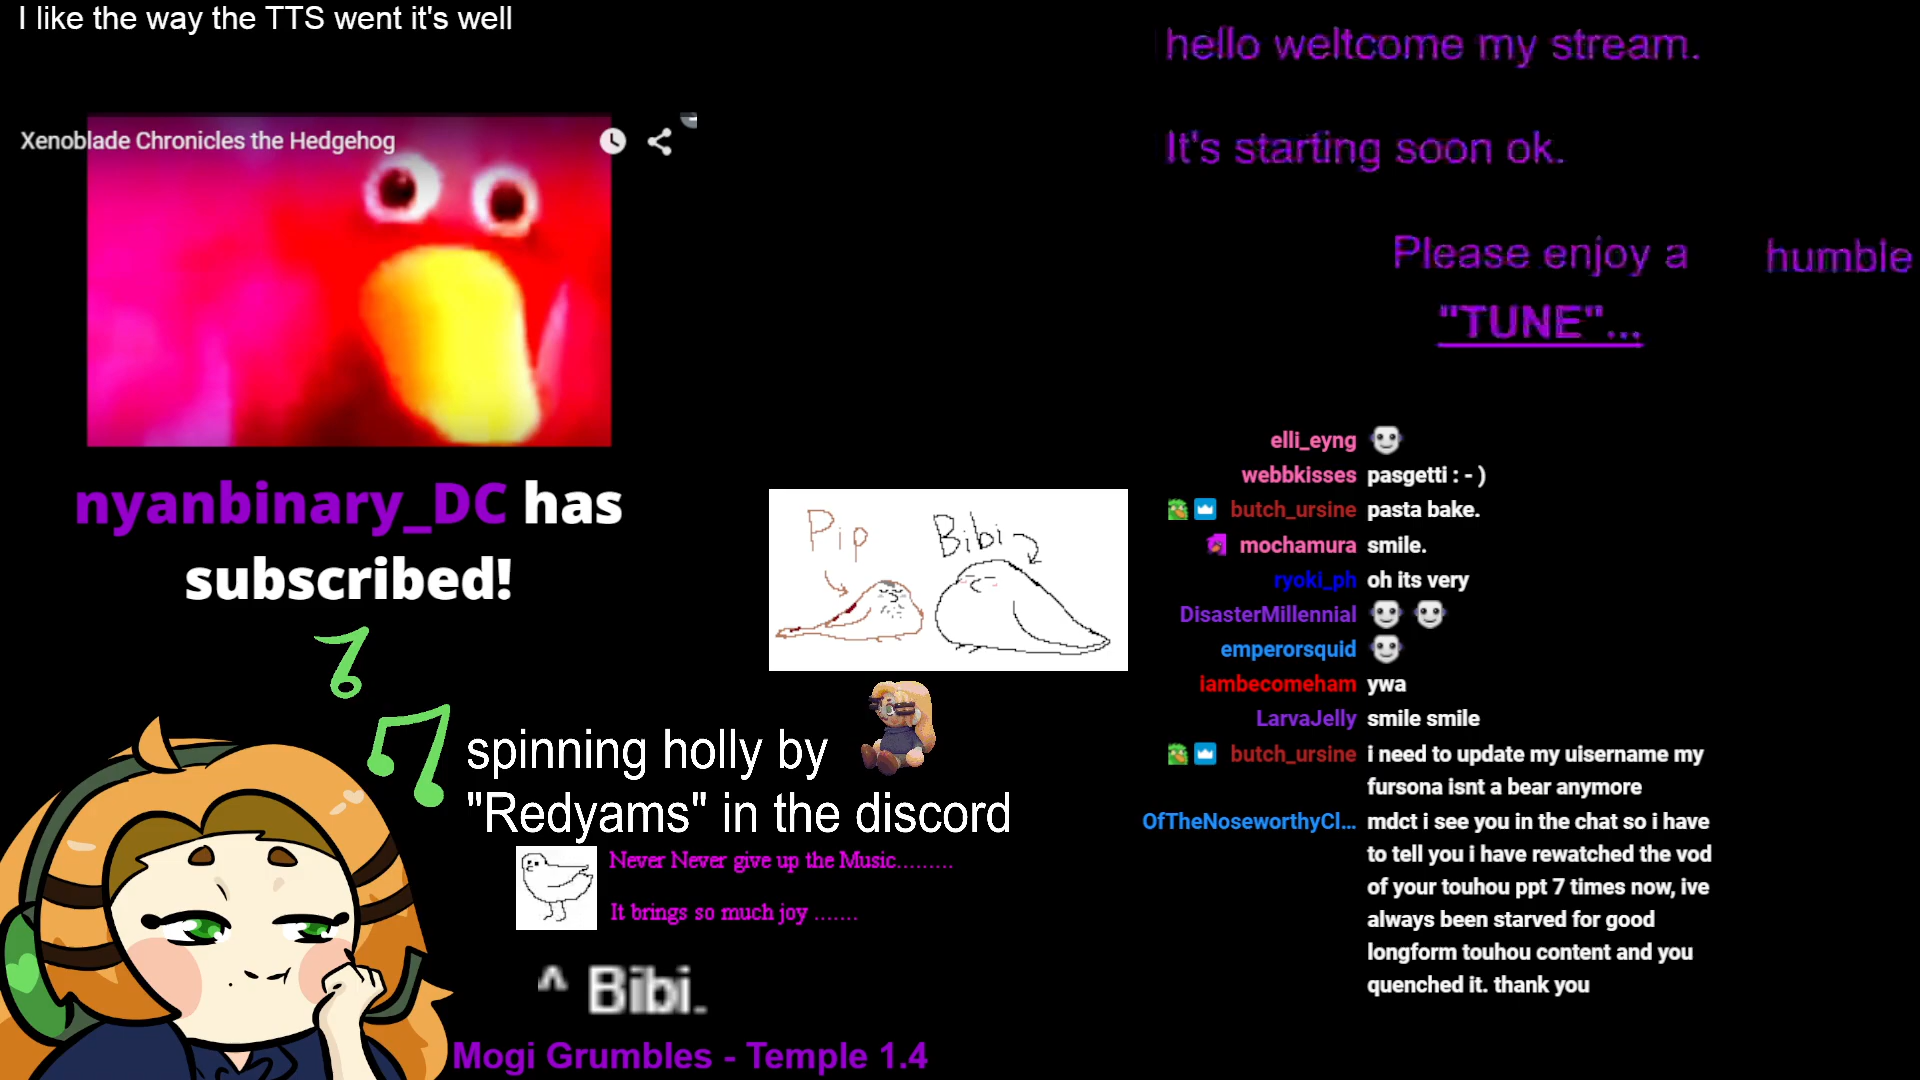 I like the way the TTS went it's well
Xenoblade Chronicles the Hedgehog
nyanbinary_DC has
subscribed!
hello weltcome my stream.
It's starting soon ok.
Please enjoy a humble
"TUNE"...
Pip
Bibi
spinning holly by
"Redyams" in the discord
Never Never give up the Music.........
It brings so much joy .......
^ Bibi.
Mogi Grumbles - Temple 1.4
elli_eyng
webbkisses pasgetti : - )
butch_ursine pasta bake.
mochamura smile.
ryoki_ph oh its very
DisasterMillennial
emperorsquid
iambecomeham ywa
LarvaJelly smile smile
butch_ursine i need to update my uisername my
fursona isnt a bear anymore
OfTheNoseworthyCl... mdct i see you in the chat so i have
to tell you i have rewatched the vod
of your touhou ppt 7 times now, ive
always been starved for good
longform touhou content and you
quenched it. thank you